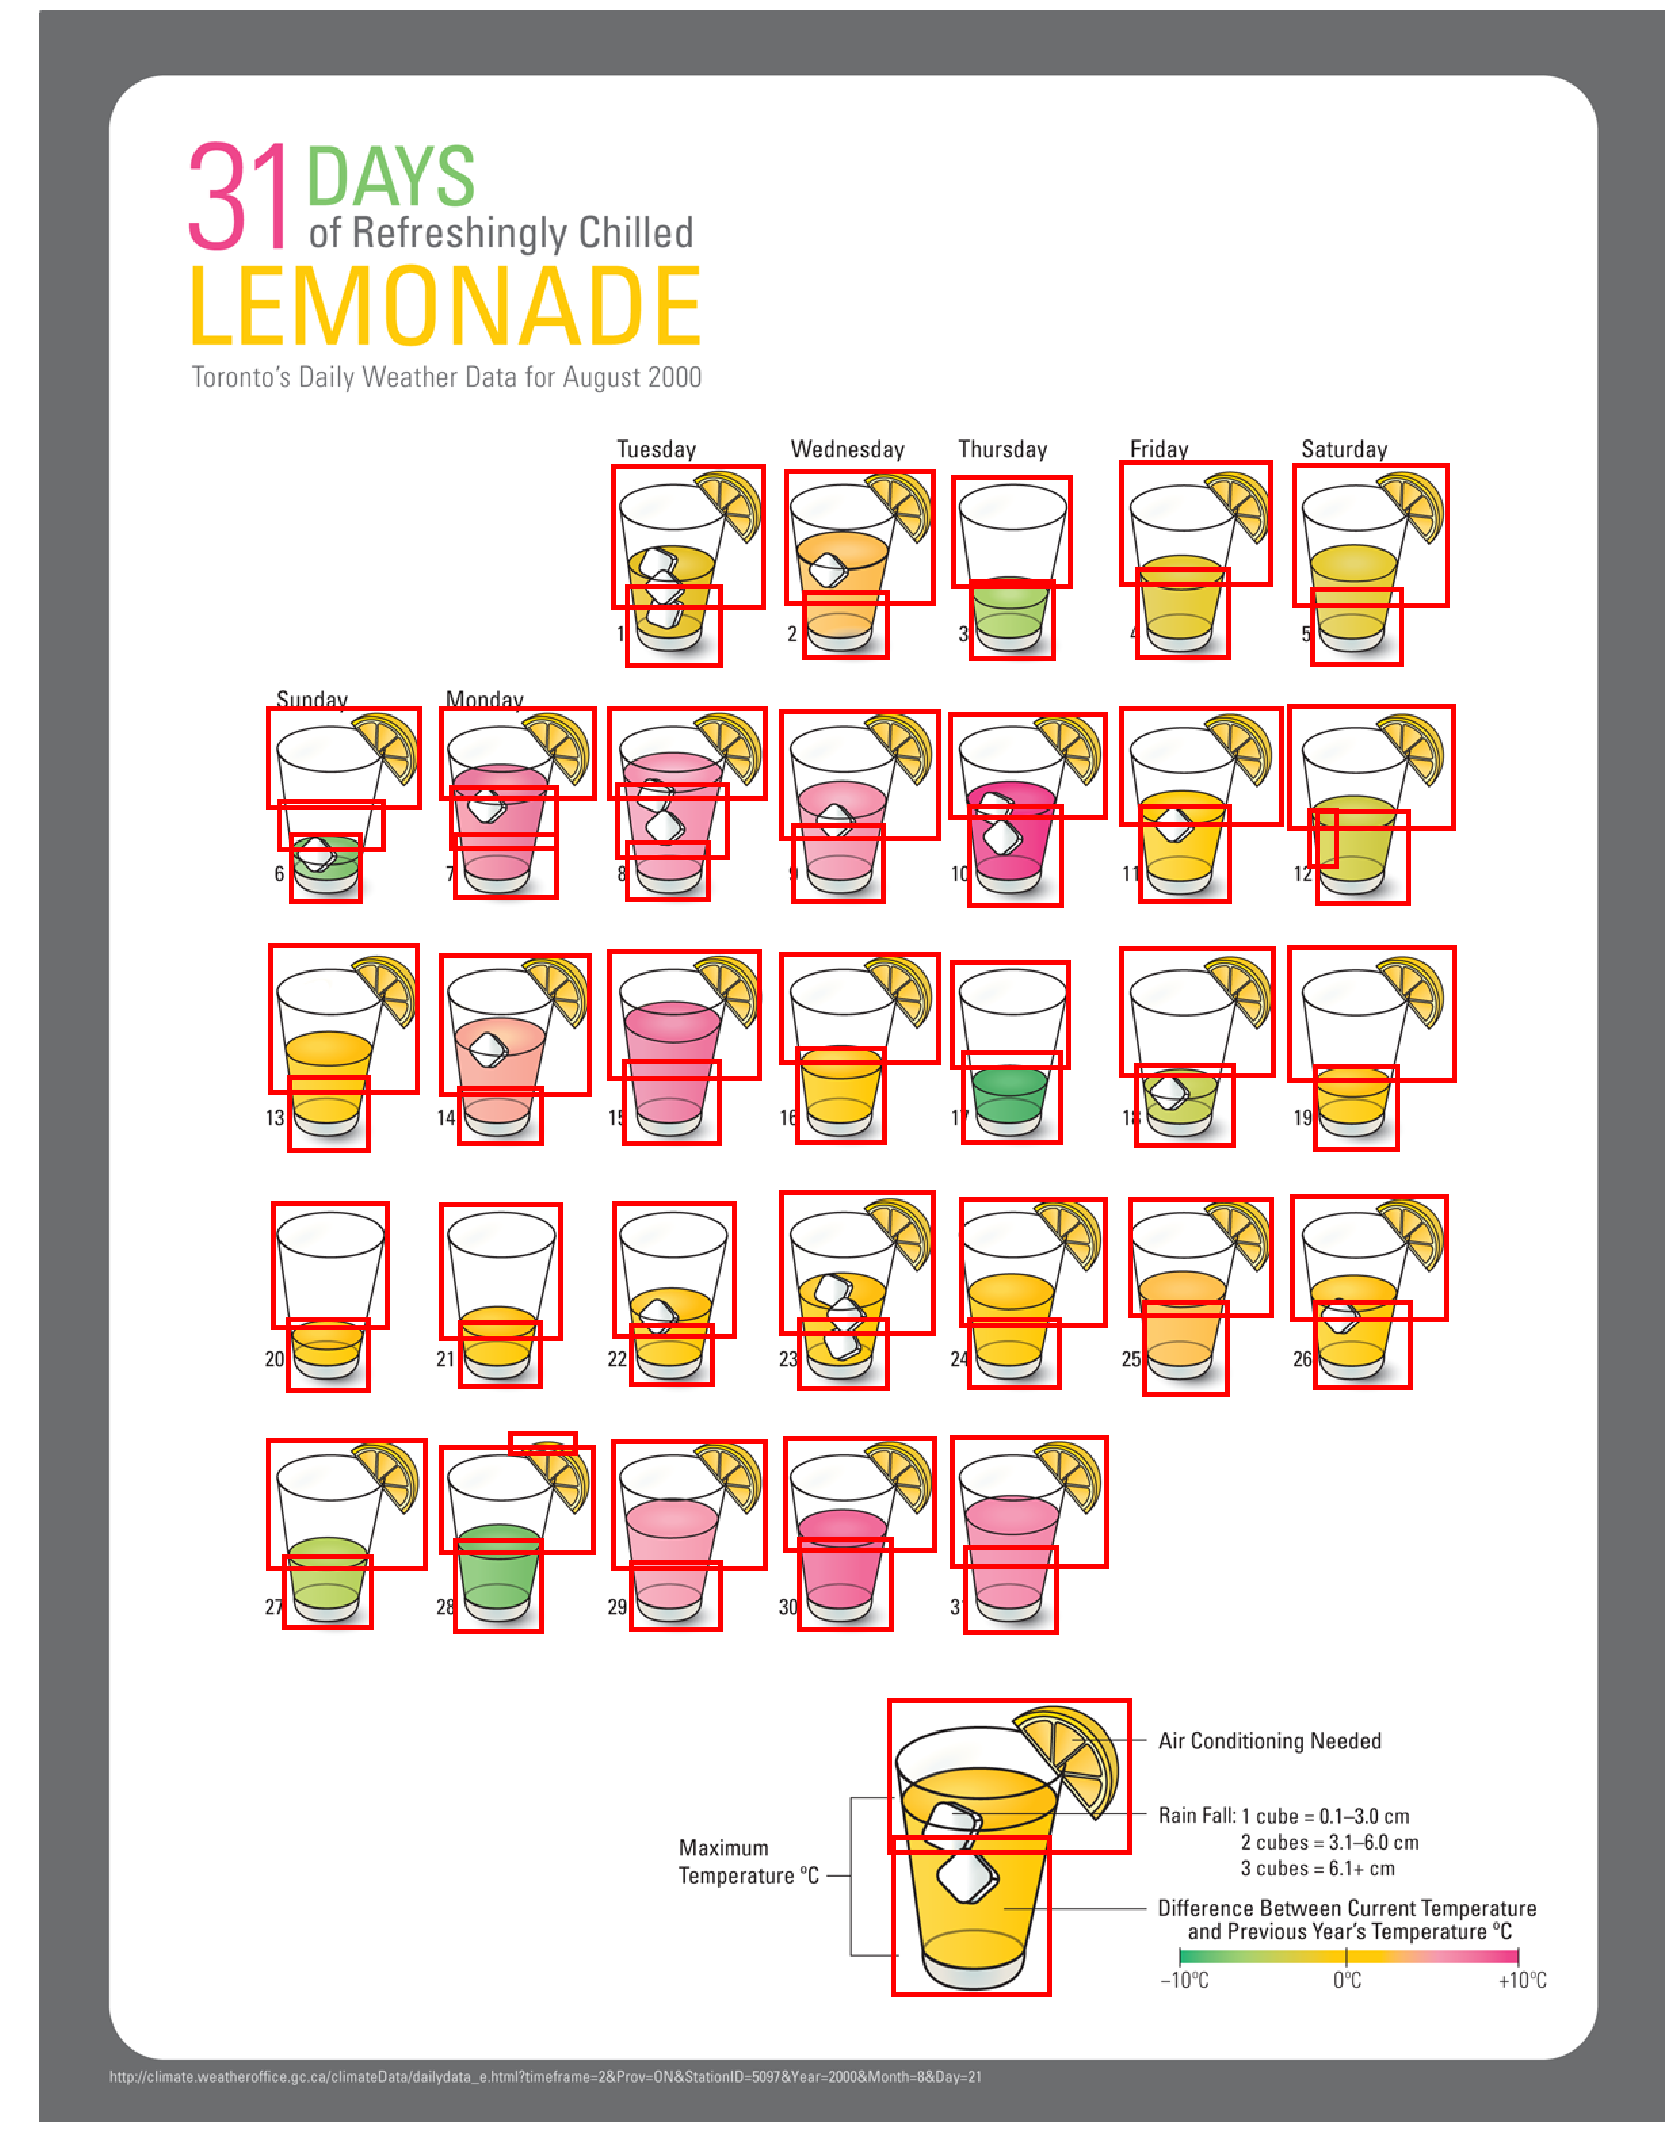 31 DAYS
of Refreshingly Chilled
LEMONADE
Toronto's Daily Weather Data for August 2000
Tuesday Wednesday Thursday Friday Saturday
1 2 3 4 5
Sunday Monday
6 7 8 9 10 11 12
13 14 15 16 17 18 19
20 21 22 23 24 25 26
27 28 29 30 31
Air Conditioning Needed
Rain Fall: 1 cube = 0.1–3.0 cm
2 cubes = 3.1–6.0 cm
3 cubes = 6.1+ cm
Maximum
Temperature ºC
Difference Between Current Temperature
and Previous Year's Temperature ºC
–10ºC 0ºC +10ºC
http://climate.weatheroffice.gc.ca/climateData/dailydata_e.html?timeframe=2&Prov=ON&StationID=5097&Year=2000&Month=8&Day=21